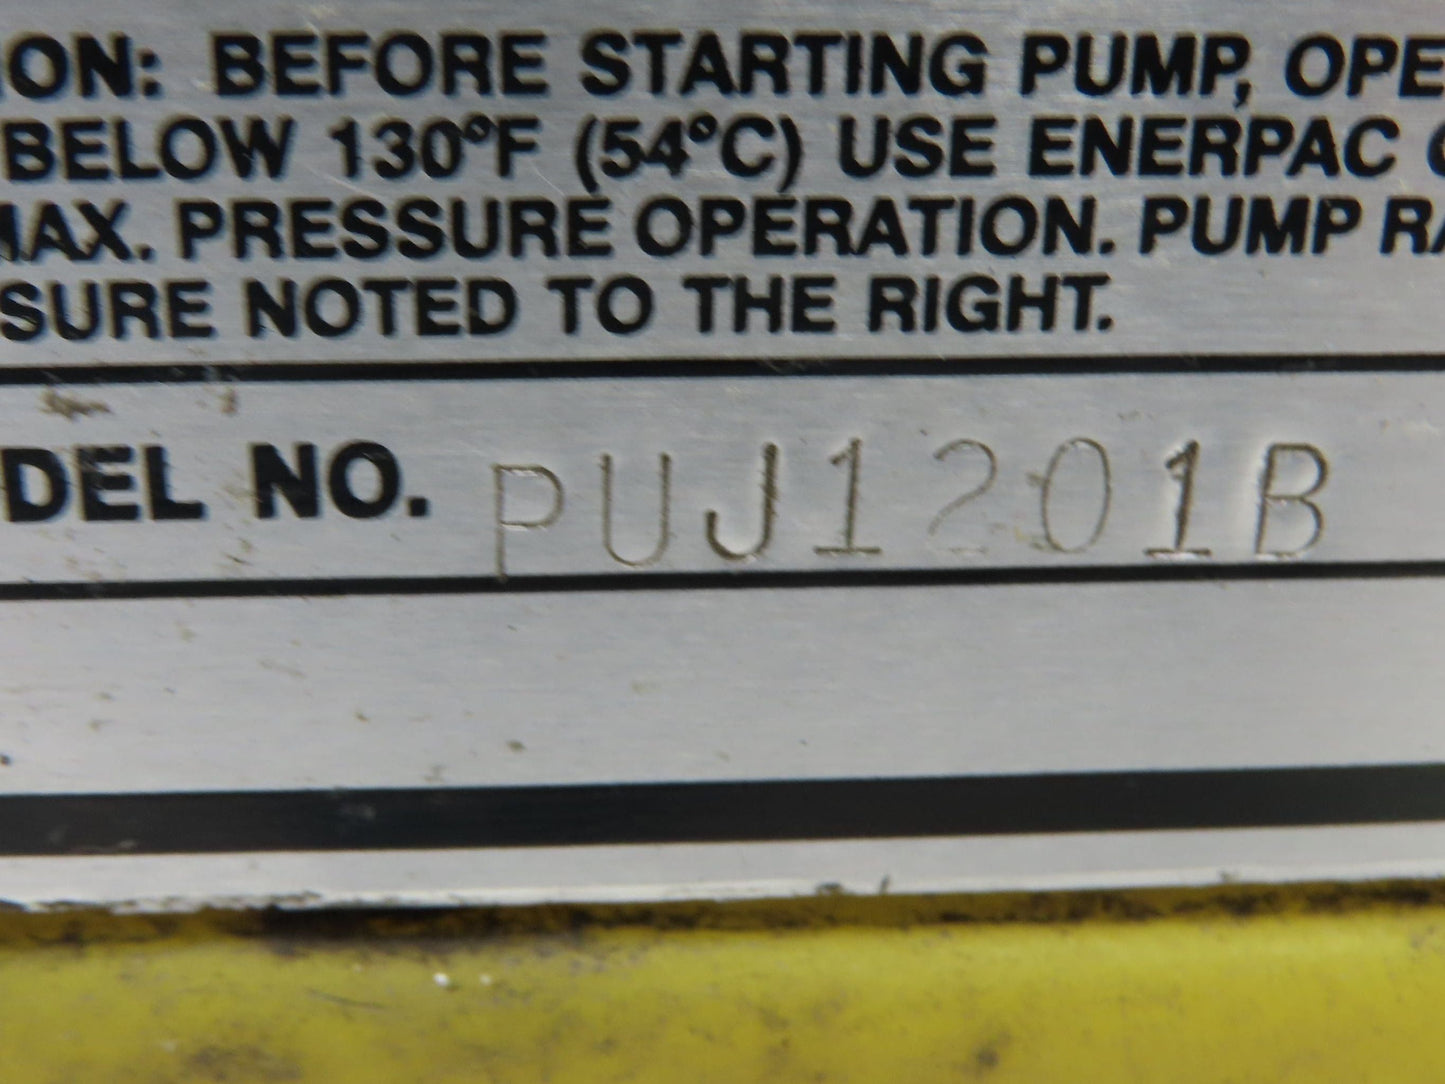 ION: BEFORE STARTING PUMP, OPE
BELOW 130°F (54°C) USE ENERPAC
MAX. PRESSURE OPERATION. PUMP RA
SURE NOTED TO THE RIGHT.
DEL NO. PUJ1201B